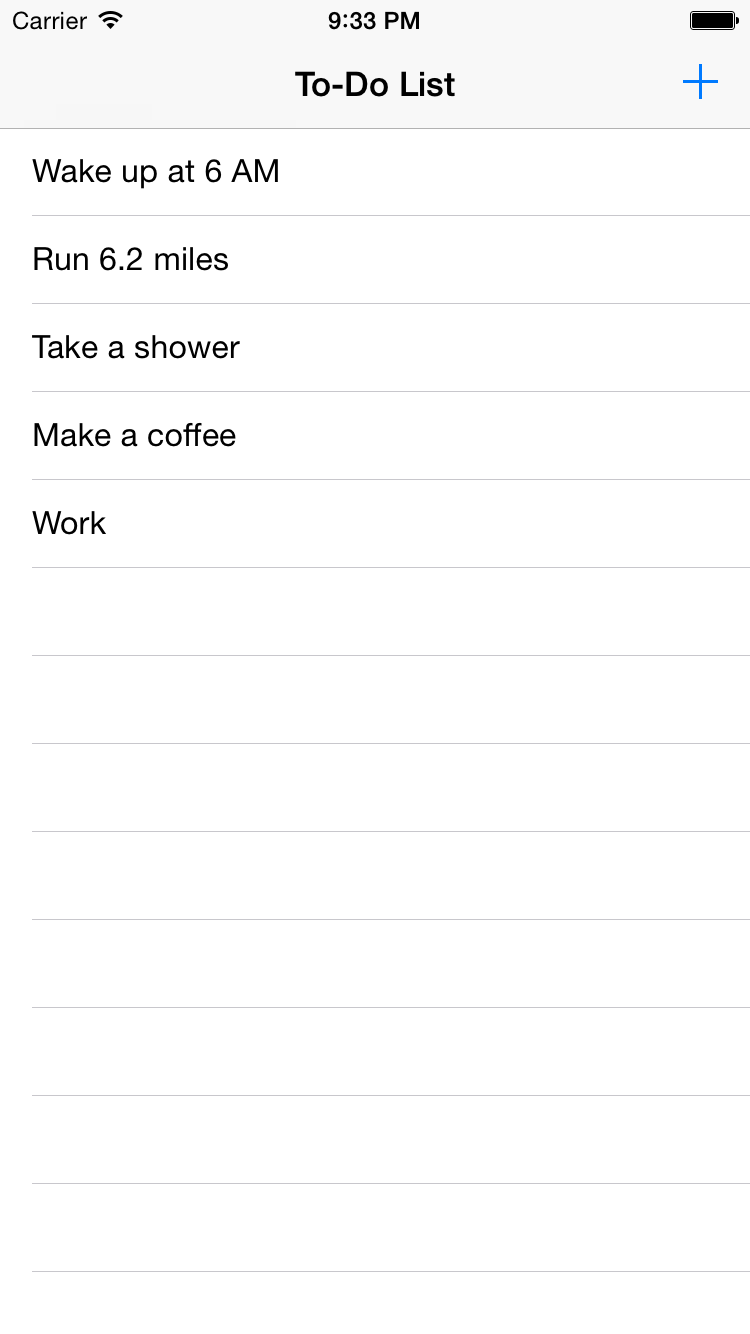 Carrier 9:33 PM
To-Do List
Wake up at 6 AM
Run 6.2 miles
Take a shower
Make a coffee
Work